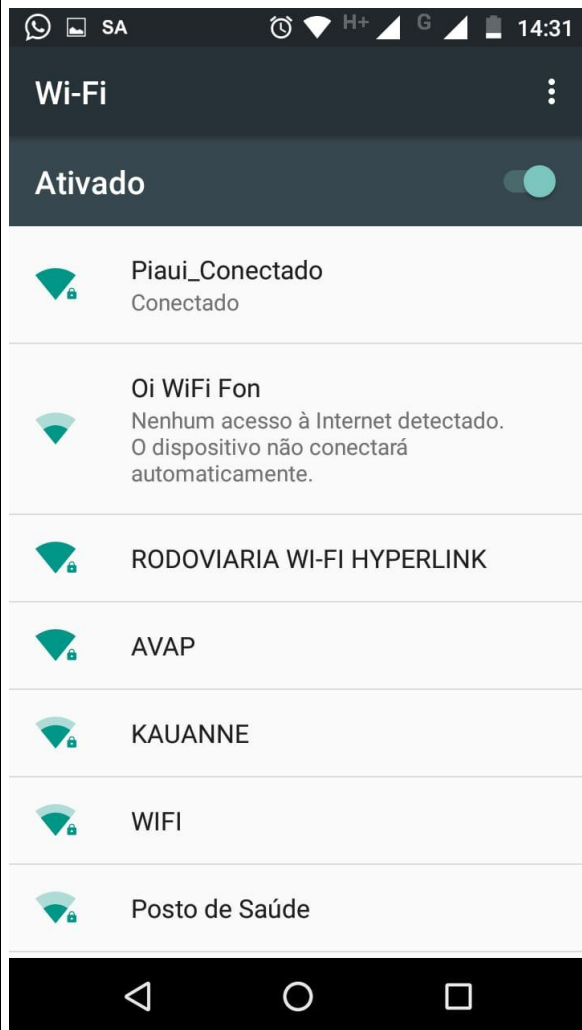 SA H+ G 14:31
Wi-Fi
Ativado
Piaui_Conectado
Conectado
Oi WiFi Fon
Nenhum acesso à Internet detectado.
O dispositivo não conectará
automaticamente.
RODOVIARIA WI-FI HYPERLINK
AVAP
KAUANNE
WIFI
Posto de Saúde